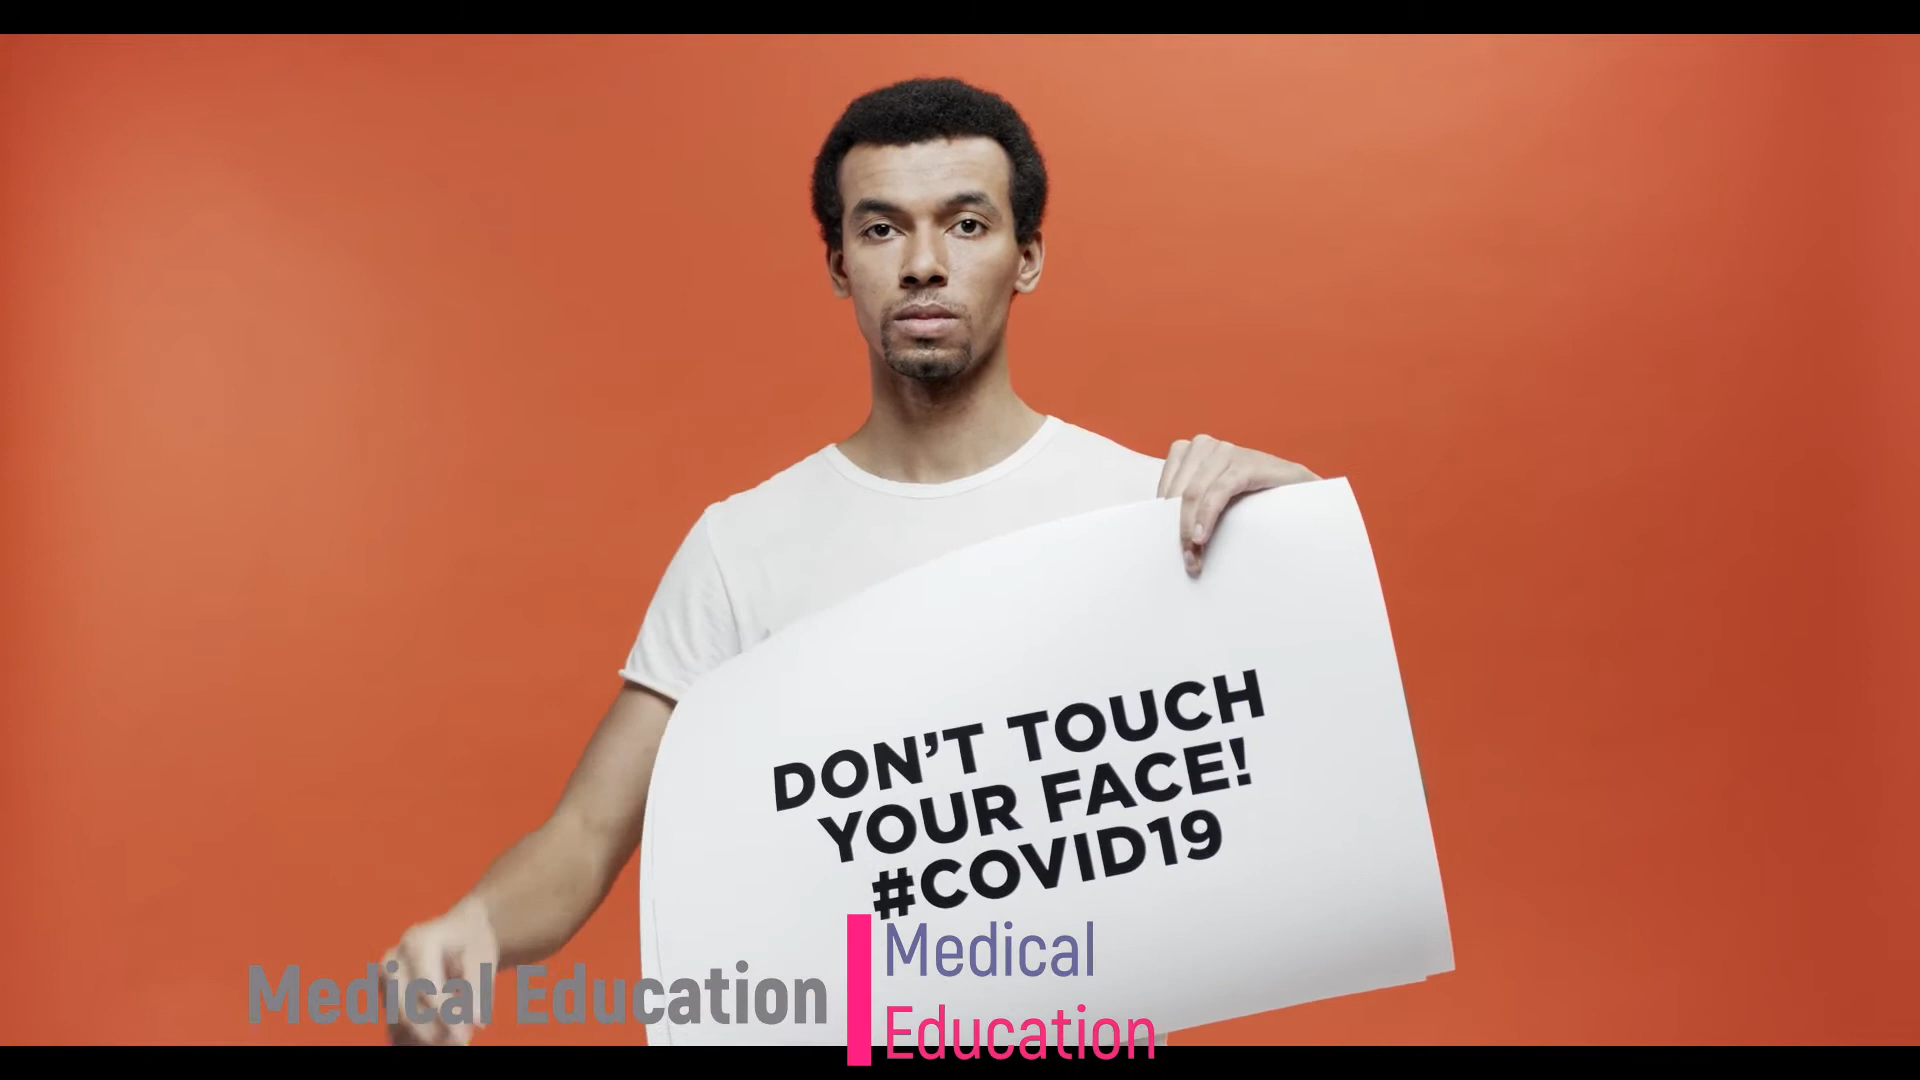 DON'T TOUCH
YOUR FACE!
#COVID19
Medical Education
Medical
Education